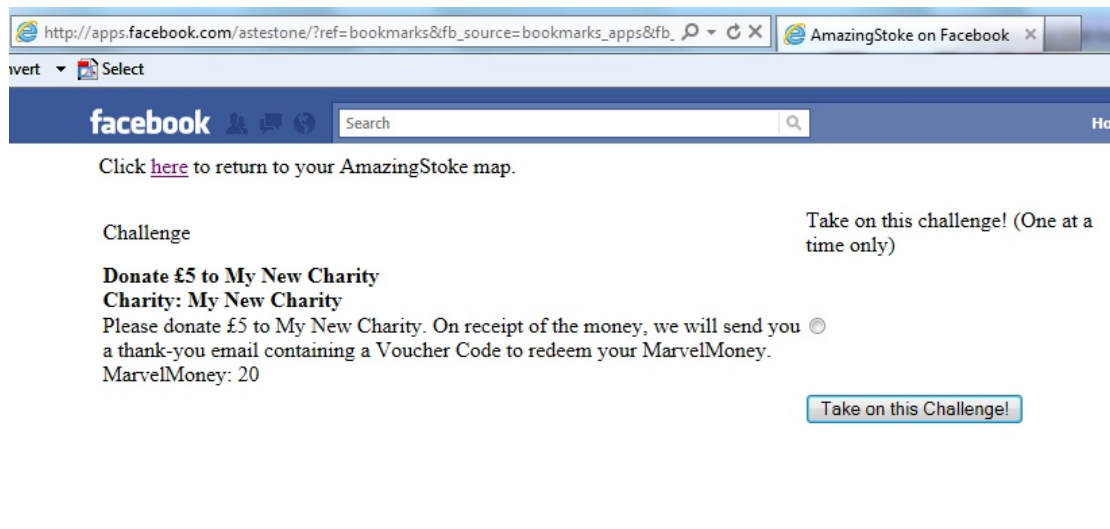 http://apps.facebook.com/astestone/?ref=bookmarks&fb_source=bookmarks_apps&fb_
AmazingStoke on Facebook
nvert
Select
facebook
Search
Ho
Click here to return to your AmazingStoke map.
Challenge
Take on this challenge! (One at a
time only)
Donate £5 to My New Charity
Charity: My New Charity
Please donate £5 to My New Charity. On receipt of the money, we will send you
a thank-you email containing a Voucher Code to redeem your MarvelMoney.
MarvelMoney: 20
Take on this Challenge!